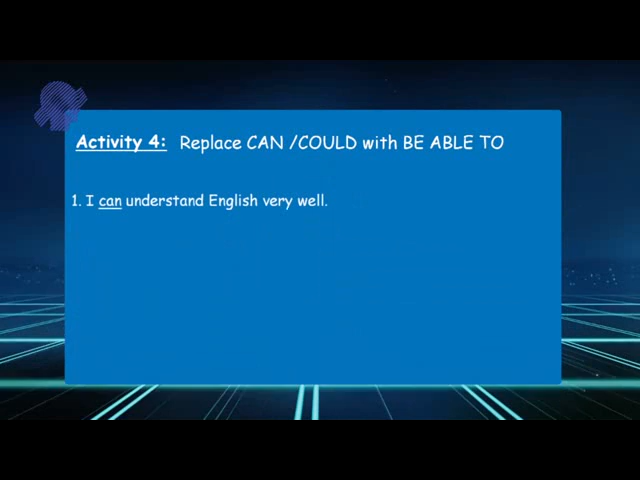 Activity 4: Replace CAN /COULD with BE ABLE TO
1. I can understand English very well.